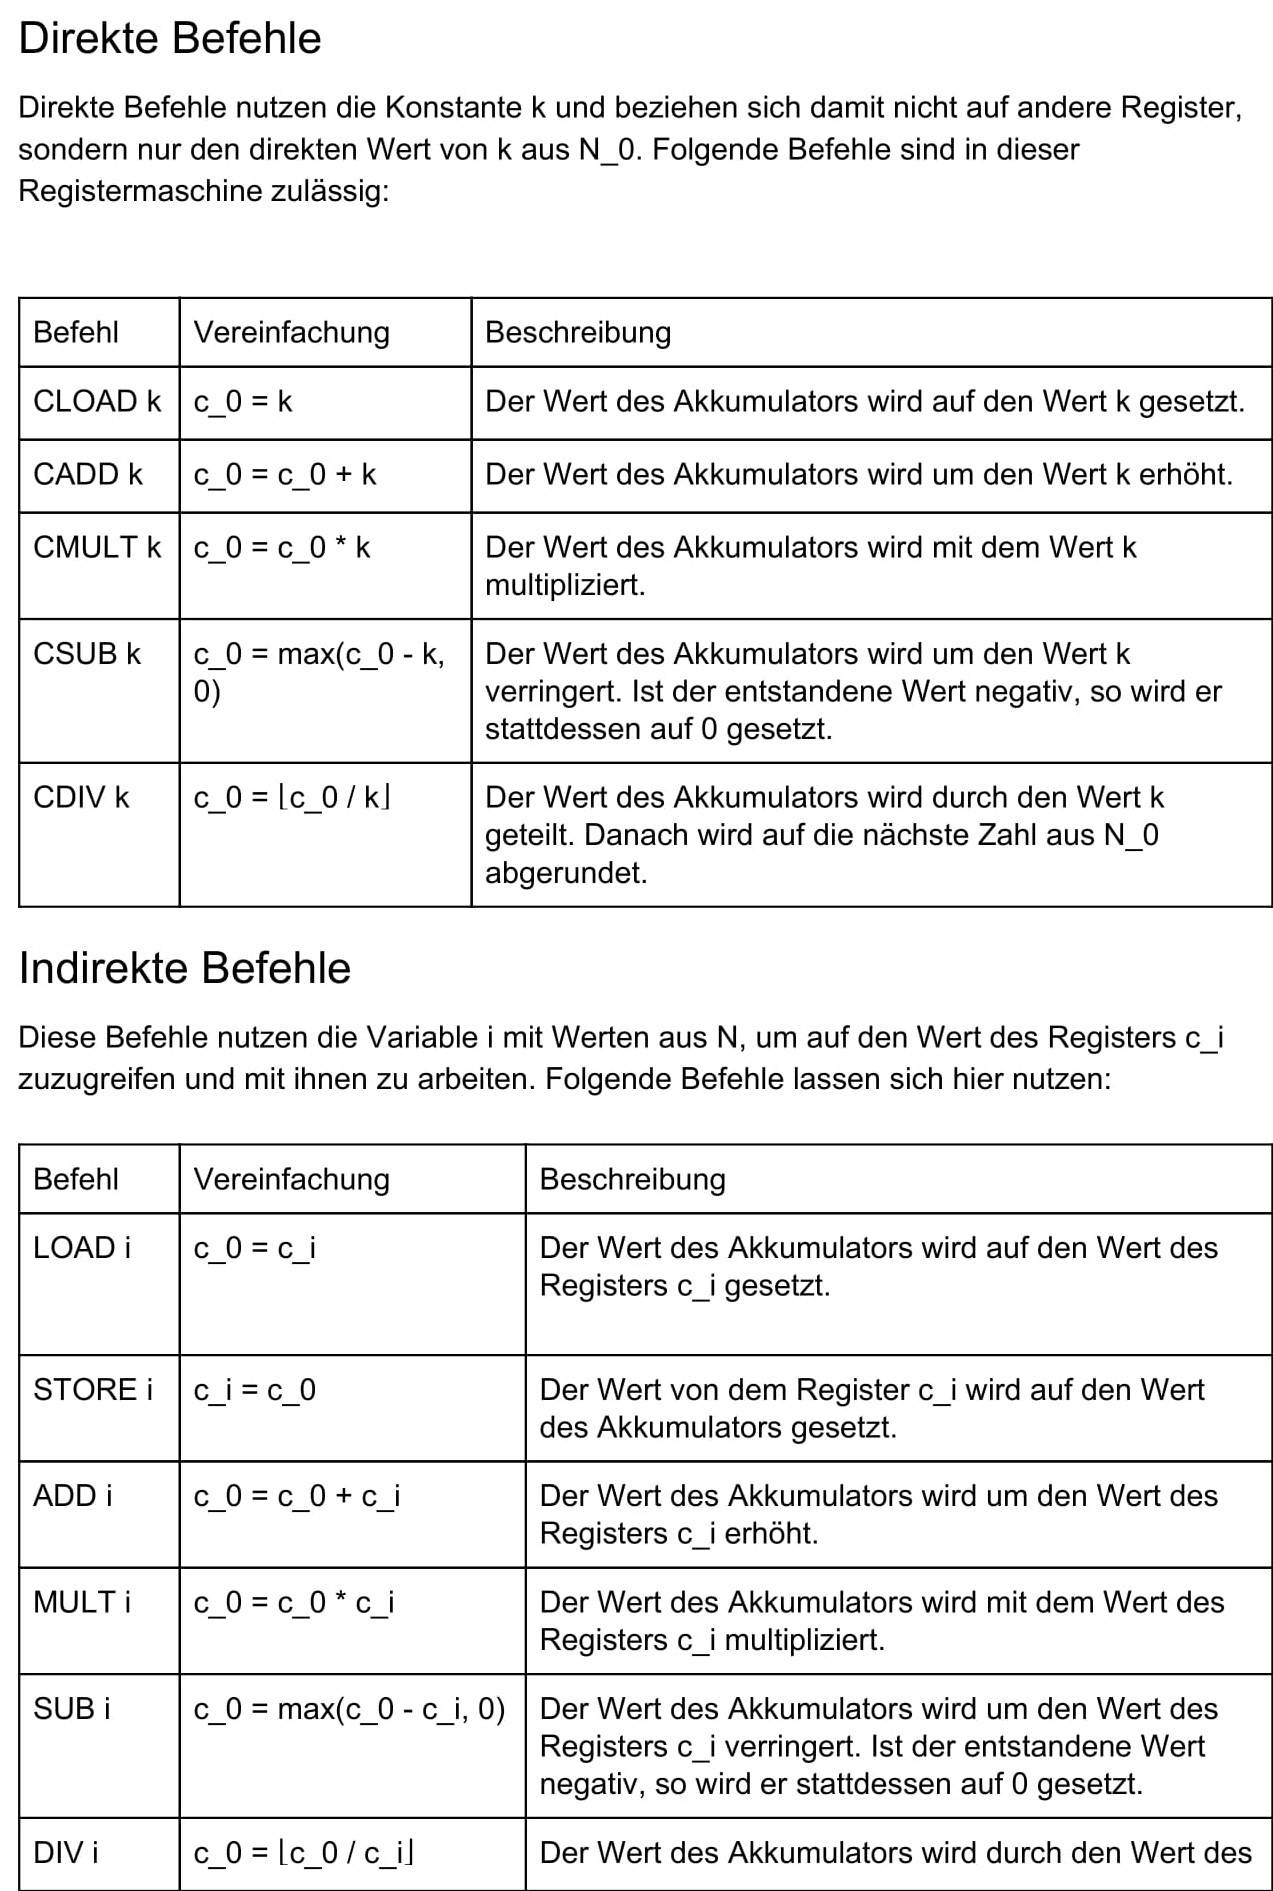 Direkte Befehle
Direkte Befehle nutzen die Konstante k und beziehen sich damit nicht auf andere Register,
sondern nur den direkten Wert von k aus N_0. Folgende Befehle sind in dieser
Registermaschine zulässig:
Befehl Vereinfachung Beschreibung
CLOAD k c_0 = k Der Wert des Akkumulators wird auf den Wert k gesetzt.
CADD k c_0 = c_0 + k Der Wert des Akkumulators wird um den Wert k erhöht.
CMULT k c_0 = c_0 * k Der Wert des Akkumulators wird mit dem Wert k
multipliziert.
CSUB k c_0 = max(c_0 - k, Der Wert des Akkumulators wird um den Wert k
0) verringert. Ist der entstandene Wert negativ, so wird er
stattdessen auf 0 gesetzt.
CDIV k c_0 = ⌊c_0 / k⌋ Der Wert des Akkumulators wird durch den Wert k
geteilt. Danach wird auf die nächste Zahl aus N_0
abgerundet.
Indirekte Befehle
Diese Befehle nutzen die Variable i mit Werten aus N, um auf den Wert des Registers c_i
zuzugreifen und mit ihnen zu arbeiten. Folgende Befehle lassen sich hier nutzen:
Befehl Vereinfachung Beschreibung
LOAD i c_0 = c_i Der Wert des Akkumulators wird auf den Wert des
Registers c_i gesetzt.
STORE i c_i = c_0 Der Wert von dem Register c_i wird auf den Wert
des Akkumulators gesetzt.
ADD i c_0 = c_0 + c_i Der Wert des Akkumulators wird um den Wert des
Registers c_i erhöht.
MULT i c_0 = c_0 * c_i Der Wert des Akkumulators wird mit dem Wert des
Registers c_i multipliziert.
SUB i c_0 = max(c_0 - c_i, 0) Der Wert des Akkumulators wird um den Wert des
Registers c_i verringert. Ist der entstandene Wert
negativ, so wird er stattdessen auf 0 gesetzt.
DIV i c_0 = ⌊c_0 / c_i⌋ Der Wert des Akkumulators wird durch den Wert des